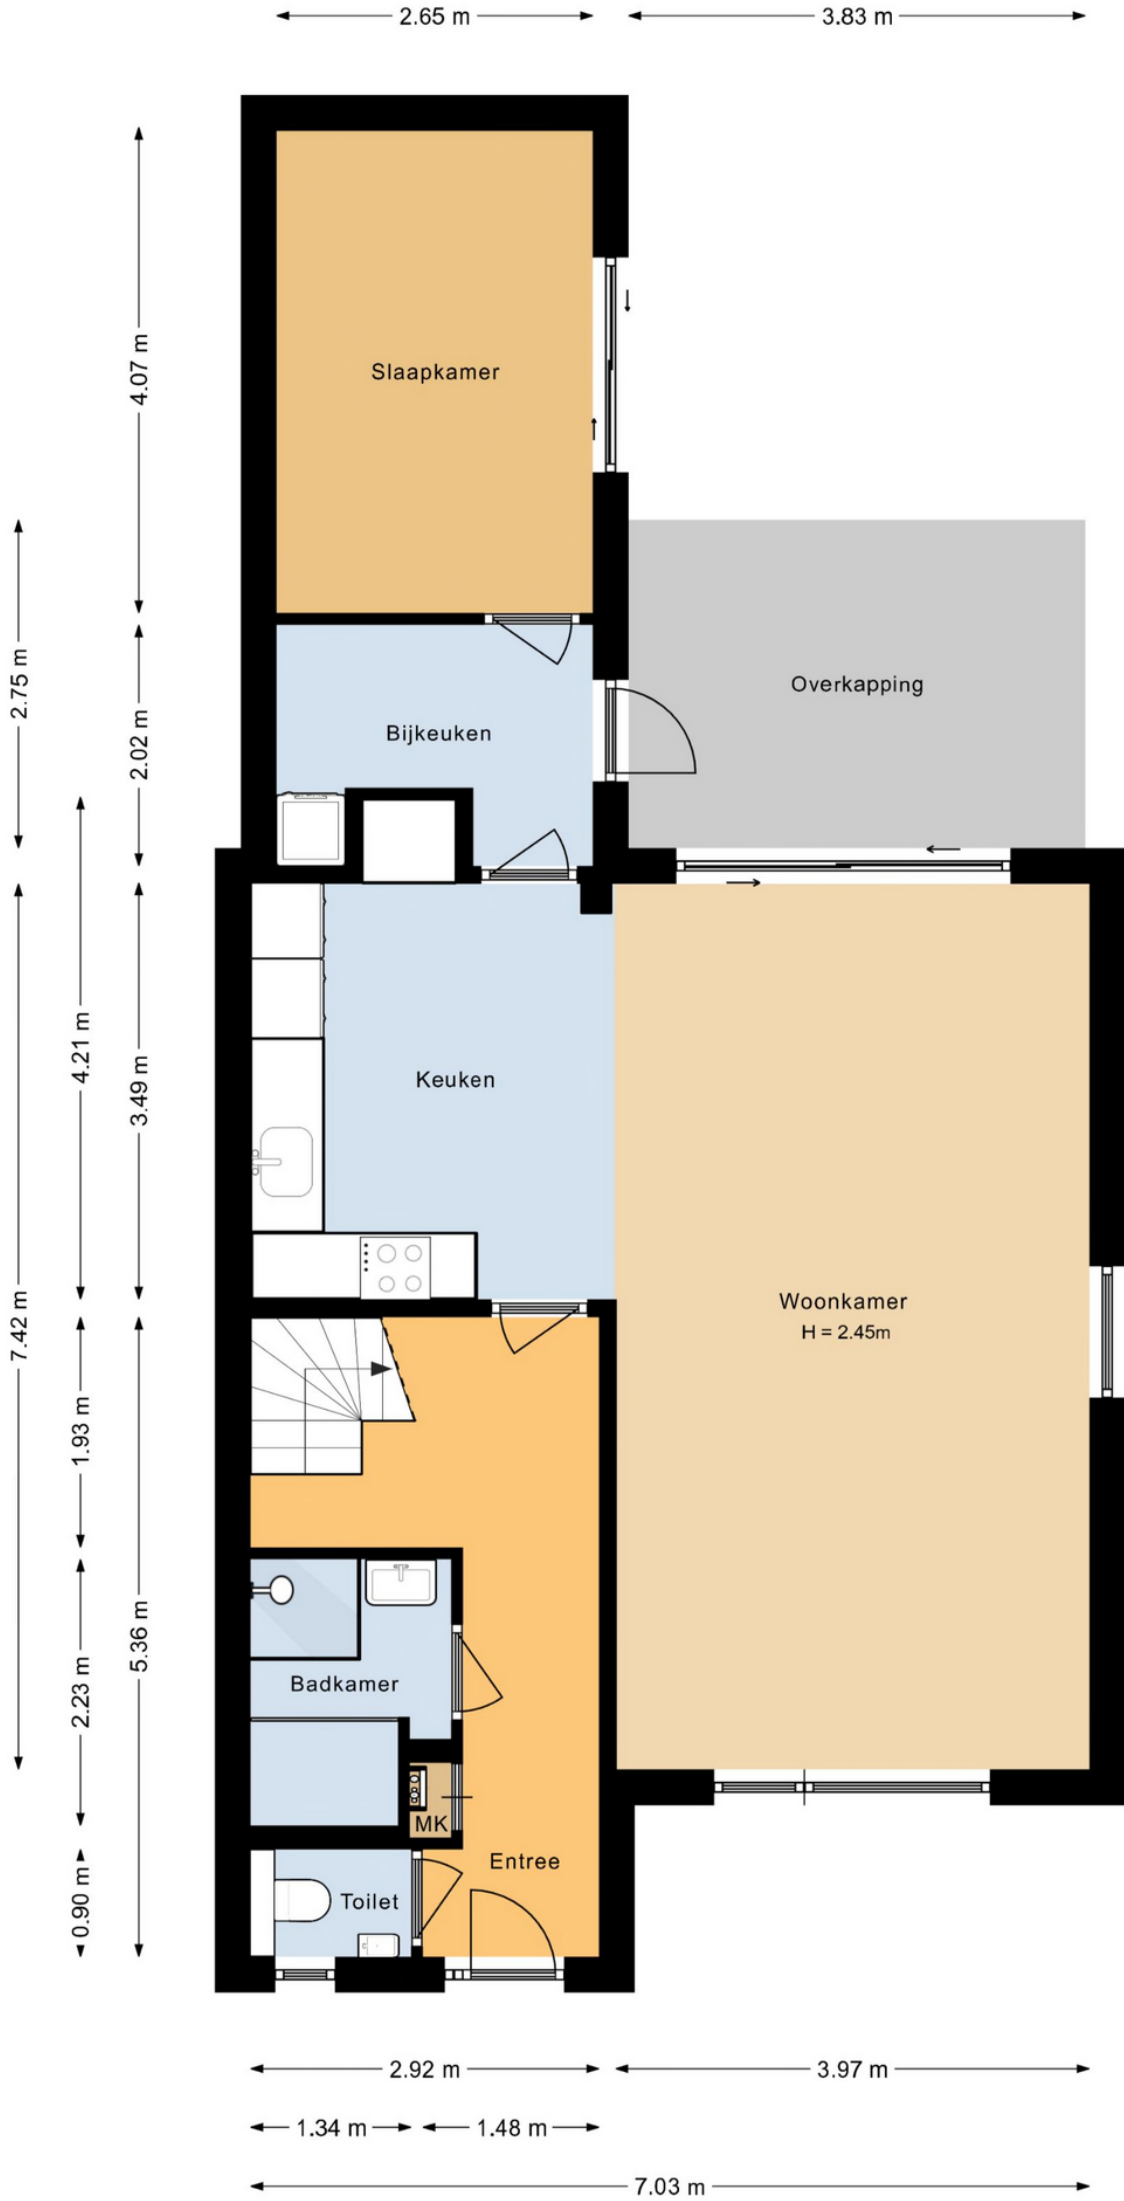 2.65 m
3.83 m
4.07 m
Slaapkamer
2.75 m
2.02 m
Bijkeuken
Overkapping
7.42 m
4.21 m
3.49 m
Keuken
Woonkamer
H = 2.45m
1.93 m
5.36 m
2.23 m
Badkamer
MK
0.90 m
Toilet
Entree
2.92 m
3.97 m
1.34 m
1.48 m
7.03 m